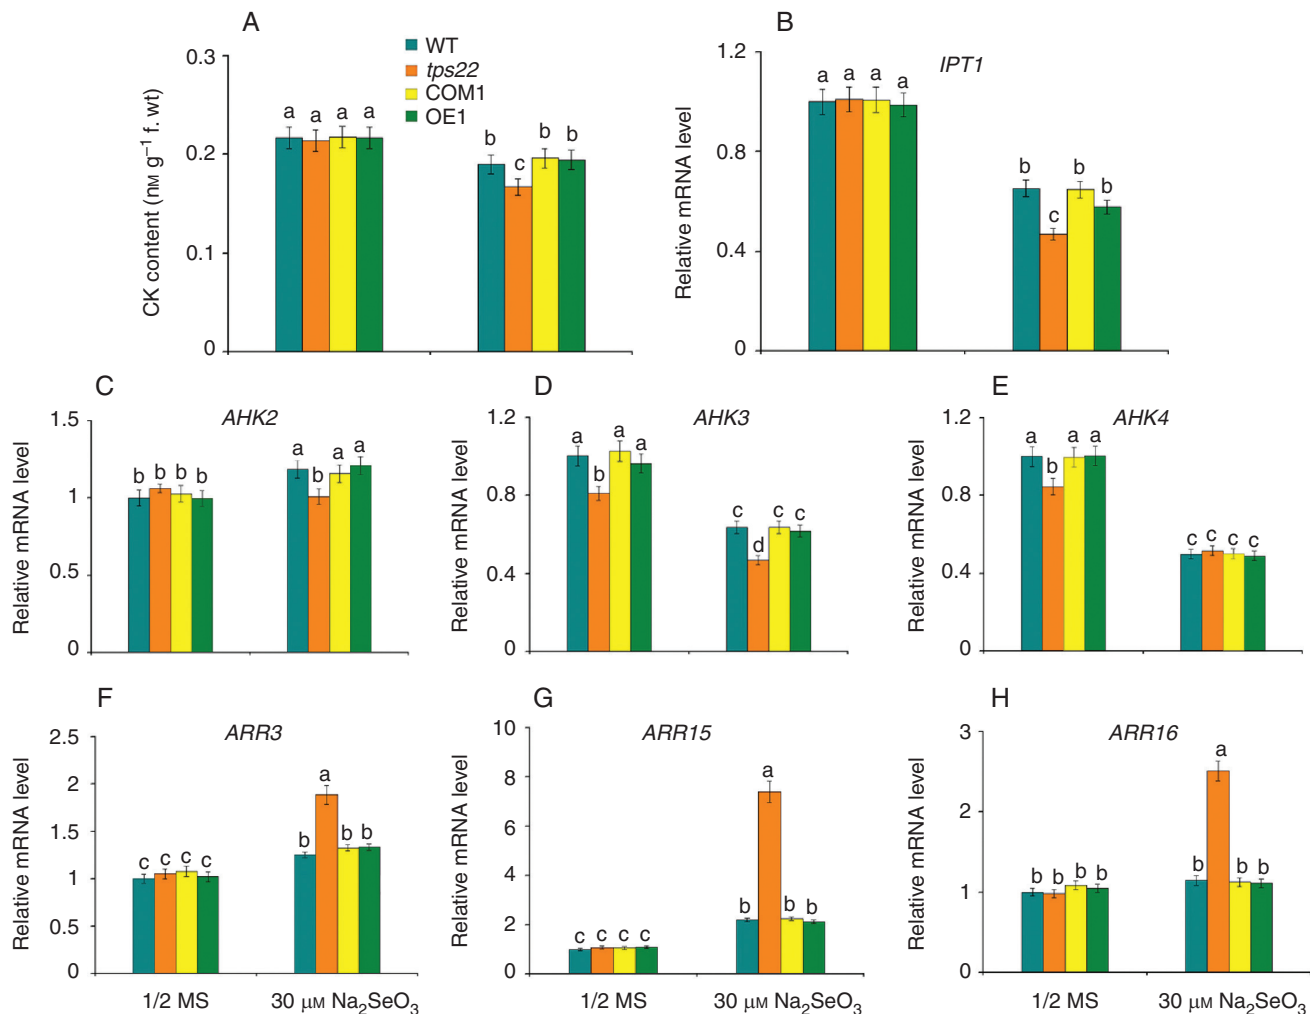 A
CK content (nM g⁻¹ f. wt)
0.3
0.2
0.1
0
WT
tps22
COM1
OE1
a a a a
b c b b
B
IPT1
Relative mRNA level
1.2
0.8
0.4
0
a a a a
b c b b
C
AHK2
Relative mRNA level
1.5
1
0.5
0
b b b b
a b a a
D
AHK3
1.2
0.8
0.4
0
a b a a
c d c c
E
AHK4
Relative mRNA level
1.2
0.8
0.4
0
a b a a
c c c c
F
ARR3
Relative mRNA level
2.5
2
1.5
1
0.5
0
c c c c
b a b b
1/2 MS 30 μM Na₂SeO₃
G
ARR15
Relative mRNA level
10
8
6
4
2
0
c c c c
b a b b
1/2 MS 30 μM Na₂SeO₃
H
ARR16
Relative mRNA level
3
2
1
0
b b b b
b a b b
1/2 MS 30 μM Na₂SeO₃
Relative mRNA level